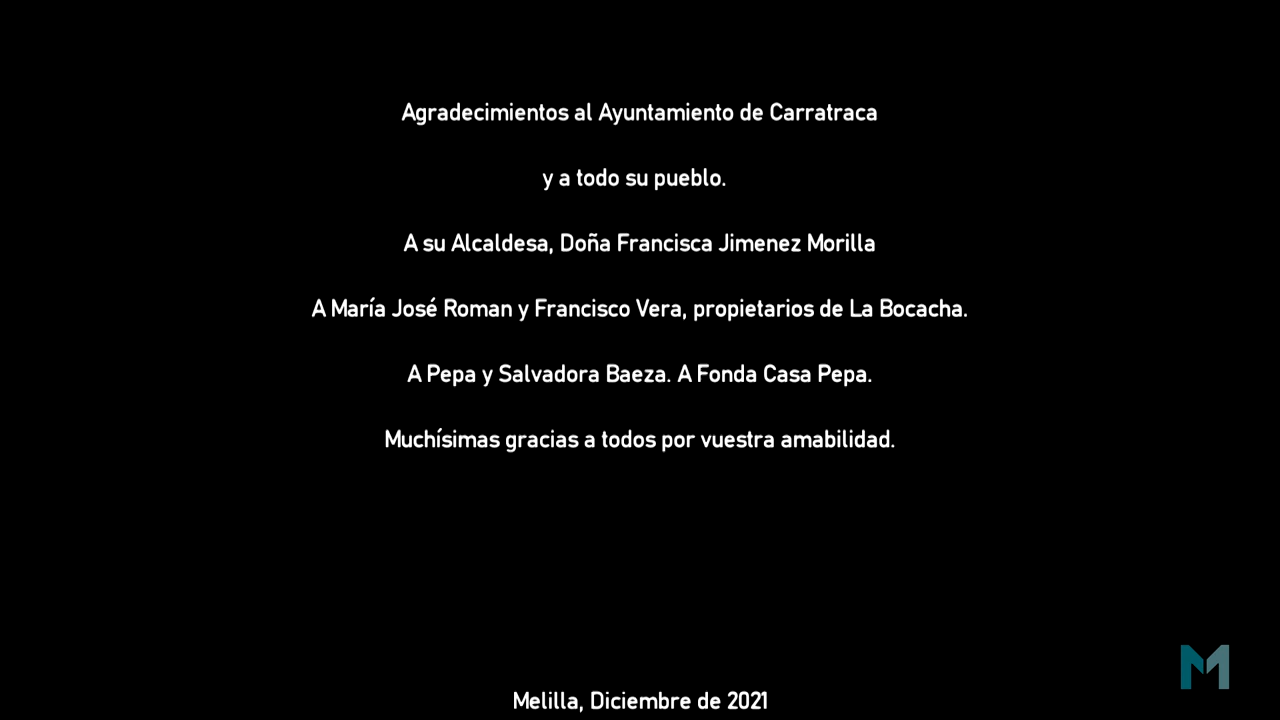 Agradecimientos al Ayuntamiento de Carratraca
y a todo su pueblo.
A su Alcaldesa, Doña Francisca Jimenez Morilla
A María José Roman y Francisco Vera, propietarios de La Bocacha.
A Pepa y Salvadora Baeza. A Fonda Casa Pepa.
Muchísimas gracias a todos por vuestra amabilidad.
M
Melilla, Diciembre de 2021